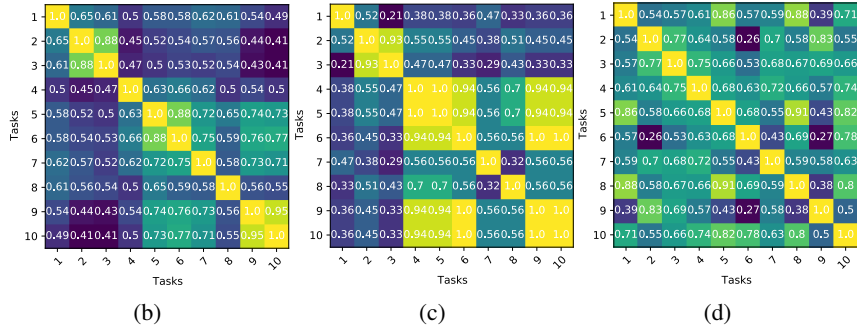 1 1.0 0.65 0.61 0.5 0.58 0.58 0.62 0.61 0.54 0.49
2 0.65 1.0 0.88 0.45 0.52 0.54 0.57 0.56 0.44 0.41
3 0.61 0.88 1.0 0.47 0.5 0.53 0.52 0.54 0.43 0.41
4 0.5 0.45 0.47 1.0 0.63 0.66 0.62 0.5 0.54 0.5
5 0.58 0.52 0.5 0.63 1.0 0.88 0.72 0.65 0.74 0.73
6 0.58 0.54 0.53 0.66 0.88 1.0 0.75 0.59 0.76 0.77
7 0.62 0.57 0.52 0.62 0.72 0.75 1.0 0.58 0.73 0.71
8 0.61 0.56 0.54 0.5 0.65 0.59 0.58 1.0 0.56 0.55
9 0.54 0.44 0.43 0.54 0.74 0.76 0.73 0.56 1.0 0.95
10 0.49 0.41 0.41 0.5 0.73 0.77 0.71 0.55 0.95 1.0
1 2 3 4 5 6 7 8 9 10
Tasks
Tasks
(b)
1 1.0 0.52 0.21 0.38 0.38 0.36 0.47 0.33 0.36 0.36
2 0.52 1.0 0.93 0.55 0.55 0.45 0.38 0.51 0.45 0.45
3 0.21 0.93 1.0 0.47 0.47 0.33 0.29 0.43 0.33 0.33
4 0.38 0.55 0.47 1.0 1.0 0.94 0.56 0.7 0.94 0.94
5 0.38 0.55 0.47 1.0 1.0 0.94 0.56 0.7 0.94 0.94
6 0.36 0.45 0.33 0.94 0.94 1.0 0.56 0.56 1.0 1.0
7 0.47 0.38 0.29 0.56 0.56 0.56 1.0 0.32 0.56 0.56
8 0.33 0.51 0.43 0.7 0.7 0.56 0.32 1.0 0.56 0.56
9 0.36 0.45 0.33 0.94 0.94 1.0 0.56 0.56 1.0 1.0
10 0.36 0.45 0.33 0.94 0.94 1.0 0.56 0.56 1.0 1.0
1 2 3 4 5 6 7 8 9 10
Tasks
Tasks
(c)
1 1.0 0.54 0.57 0.61 0.86 0.57 0.59 0.88 0.39 0.71
2 0.54 1.0 0.77 0.64 0.58 0.26 0.7 0.58 0.83 0.55
3 0.57 0.77 1.0 0.75 0.66 0.53 0.68 0.67 0.69 0.66
4 0.61 0.64 0.75 1.0 0.68 0.63 0.72 0.66 0.57 0.74
5 0.86 0.58 0.66 0.68 1.0 0.68 0.55 0.91 0.43 0.82
6 0.57 0.26 0.53 0.63 0.68 1.0 0.43 0.69 0.27 0.78
7 0.59 0.7 0.68 0.72 0.55 0.43 1.0 0.59 0.58 0.63
8 0.88 0.58 0.67 0.66 0.91 0.69 0.59 1.0 0.38 0.8
9 0.39 0.83 0.69 0.57 0.43 0.27 0.58 0.38 1.0 0.5
10 0.71 0.55 0.66 0.74 0.82 0.78 0.63 0.8 0.5 1.0
1 2 3 4 5 6 7 8 9 10
Tasks
Tasks
(d)